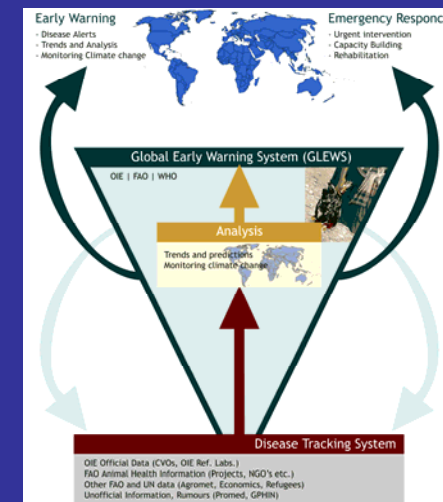 Early Warning
- Disease Alerts
- Trends and Analysis
- Monitoring Climate change
Emergency Respond
- Urgent intervention
- Capacity Building
- Rehabilitation
Global Early Warning System (GLEWS)
OIE | FAO | WHO
Analysis
Trends and predictions
Monitoring climate change
Disease Tracking System
OIE Official Data (CVOs, OIE Ref. Labs.)
FAO Animal Health Information (Projects, NGO's etc.)
Other FAO and UN data (Agromet, Economics, Refugees)
Unofficial Information, Rumours (Promed, GPHIN)